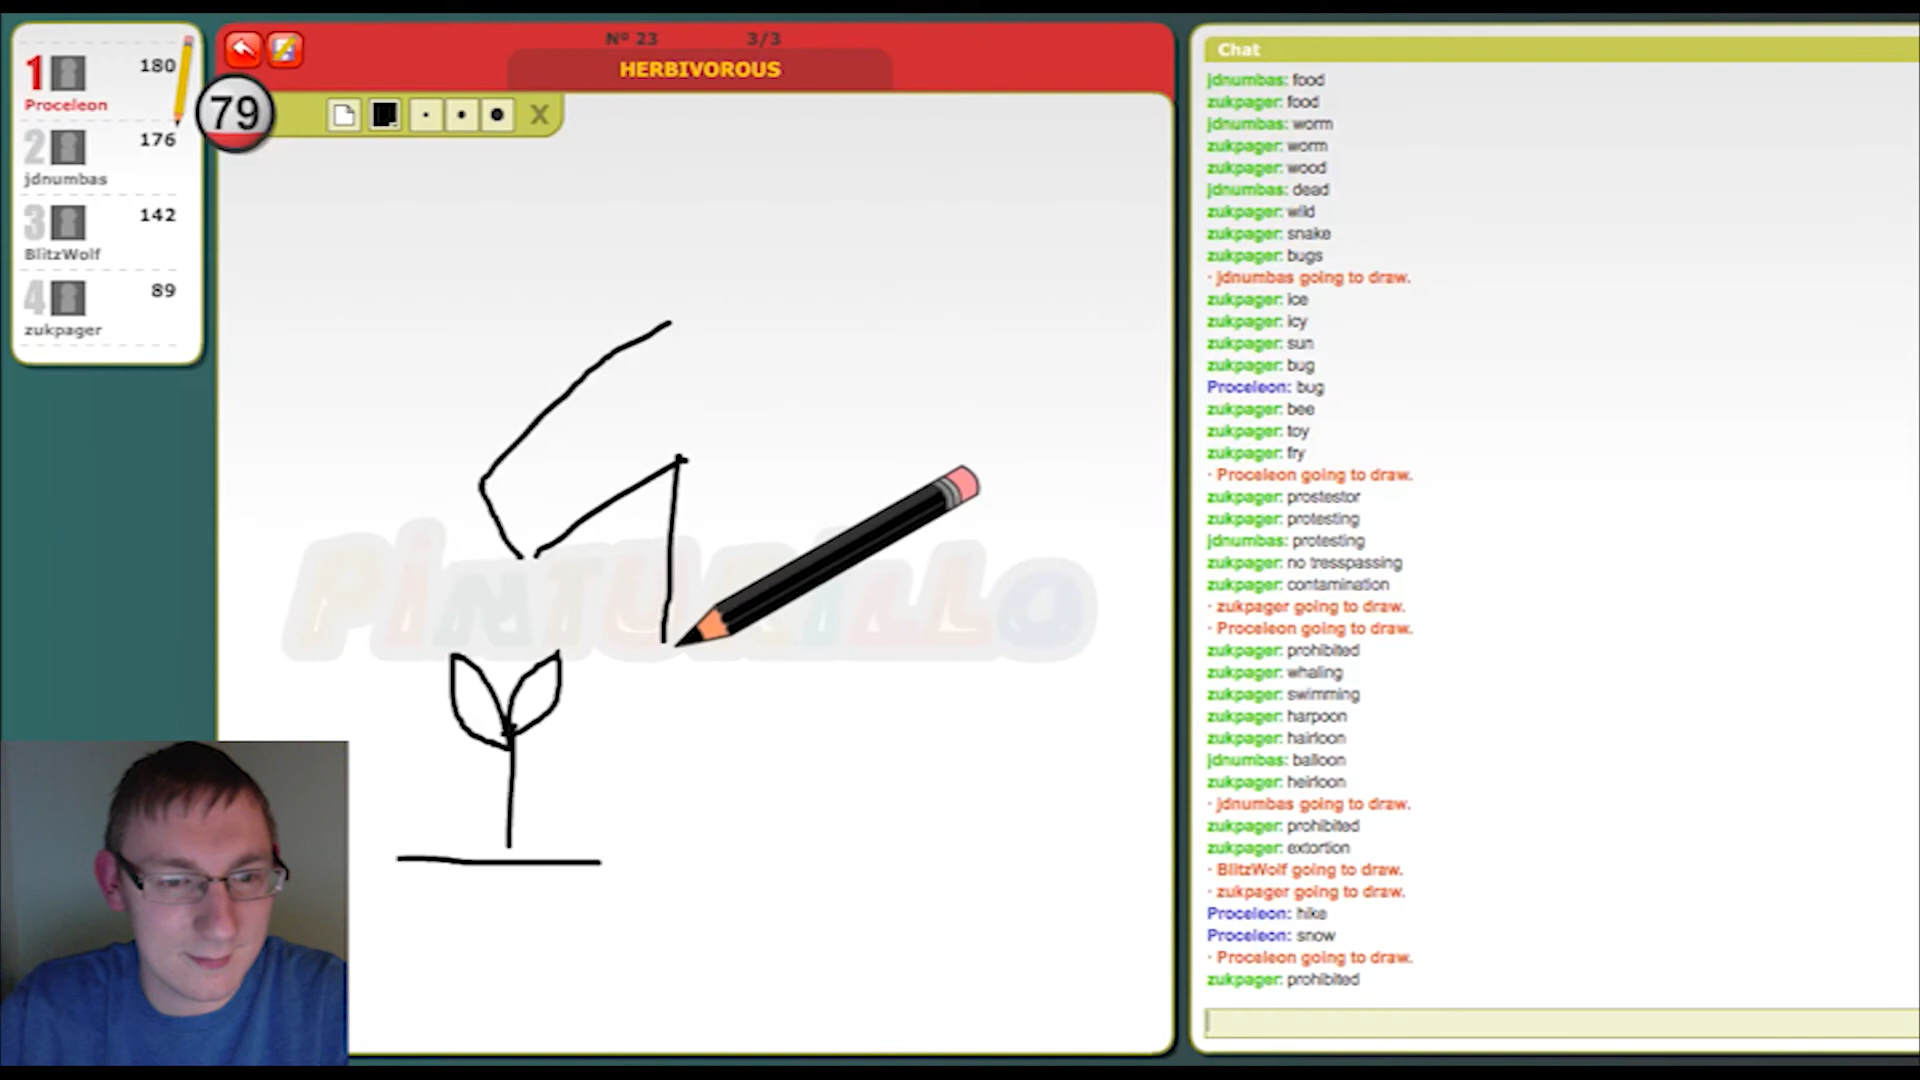 Nº 23 3/3
HERBIVOROUS
79
1 180
Proceleon
2 176
jdnumbas
3 142
BlitzWolf
4 89
zukpager
X
PINTURILLO
Chat
jdnumbas: food
zukpager: food
jdnumbas: worm
zukpager: worm
zukpager: wood
jdnumbas: dead
zukpager: wild
zukpager: snake
zukpager: bugs
· jdnumbas going to draw.
zukpager: ice
zukpager: icy
zukpager: sun
zukpager: bug
Proceleon: bug
zukpager: bee
zukpager: toy
zukpager: fry
· Proceleon going to draw.
zukpager: prostestor
zukpager: protesting
jdnumbas: protesting
zukpager: no tresspassing
zukpager: contamination
· zukpager going to draw.
· Proceleon going to draw.
zukpager: prohibited
zukpager: whaling
zukpager: swimming
zukpager: harpoon
zukpager: hairloon
jdnumbas: balloon
zukpager: heirloon
· jdnumbas going to draw.
zukpager: prohibited
zukpager: extortion
· BlitzWolf going to draw.
· zukpager going to draw.
Proceleon: hike
Proceleon: snow
· Proceleon going to draw.
zukpager: prohibited